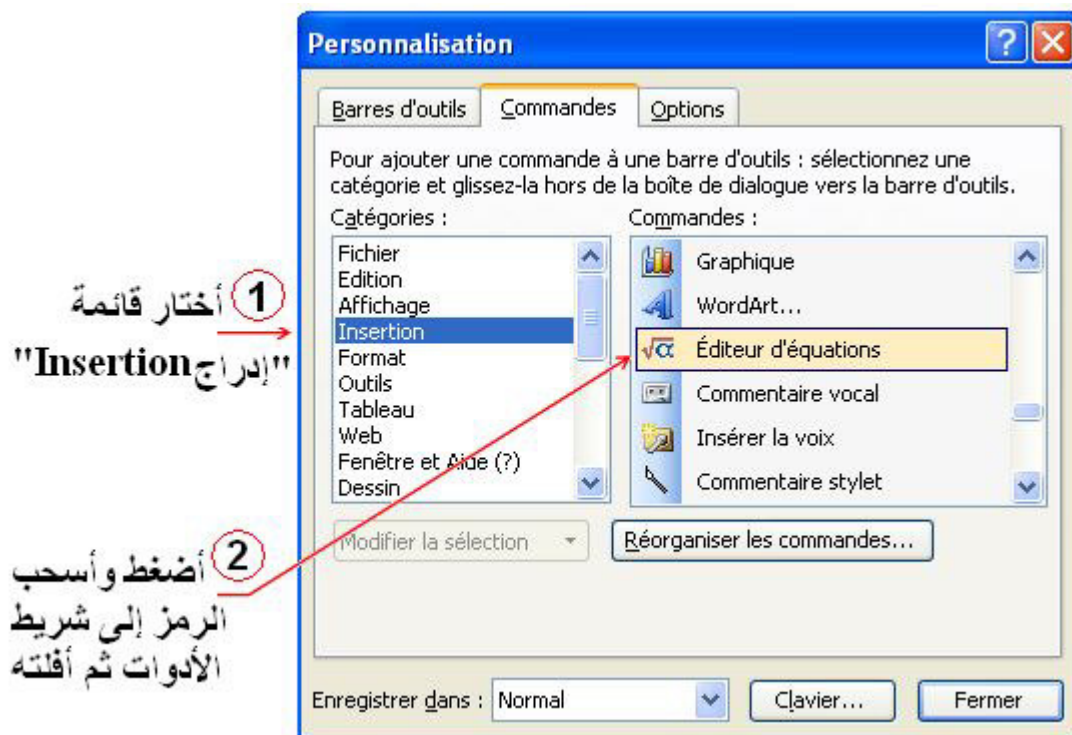 Personnalisation
Barres d'outils Commandes Options
Pour ajouter une commande à une barre d'outils : sélectionnez une
catégorie et glissez-la hors de la boîte de dialogue vers la barre d'outils.
Catégories :
Fichier
Edition
Affichage
Insertion
Format
Outils
Tableau
Web
Fenêtre et Aide (?)
Dessin
Commandes :
Graphique
WordArt...
√α Éditeur d'équations
Commentaire vocal
Insérer la voix
Commentaire stylet
Modifier la sélection
Réorganiser les commandes...
Enregistrer dans : Normal
Clavier...
Fermer
1 أختار قائمة
"إدراجInsertion"
2 أضغط وأسحب
الرمز إلى شريط
الأدوات ثم أفلته